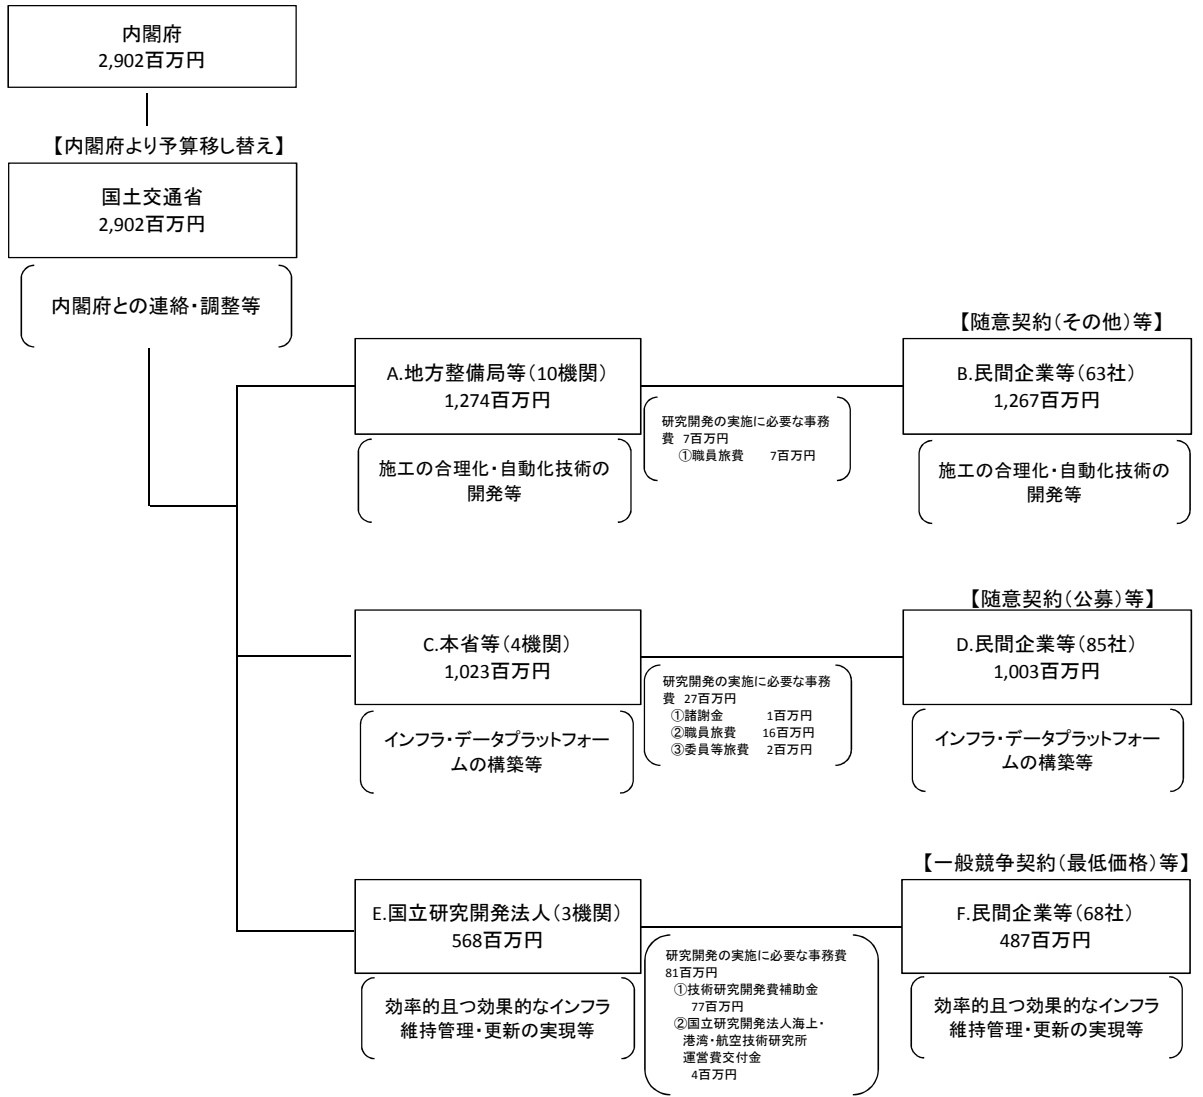 内閣府
2,902百万円
【内閣府より予算移し替え】
国土交通省
2,902百万円
内閣府との連絡・調整等
A.地方整備局等(10機関)
1,274百万円
施工の合理化・自動化技術の
開発等
研究開発の実施に必要な事務
費 7百万円
①職員旅費 7百万円
【随意契約(その他)等】
B.民間企業等(63社)
1,267百万円
施工の合理化・自動化技術の
開発等
C.本省等(4機関)
1,023百万円
インフラ・データプラットフォー
ムの構築等
研究開発の実施に必要な事務
費 27百万円
①諸謝金 1百万円
②職員旅費 16百万円
③委員等旅費 2百万円
【随意契約(公募)等】
D.民間企業等(85社)
1,003百万円
インフラ・データプラットフォー
ムの構築等
E.国立研究開発法人(3機関)
568百万円
効率的且つ効果的なインフラ
維持管理・更新の実現等
研究開発の実施に必要な事務費
81百万円
①技術研究開発費補助金
77百万円
②国立研究開発法人海上・
港湾・航空技術研究所
運営費交付金
4百万円
【一般競争契約(最低価格)等】
F.民間企業等(68社)
487百万円
効率的且つ効果的なインフラ
維持管理・更新の実現等